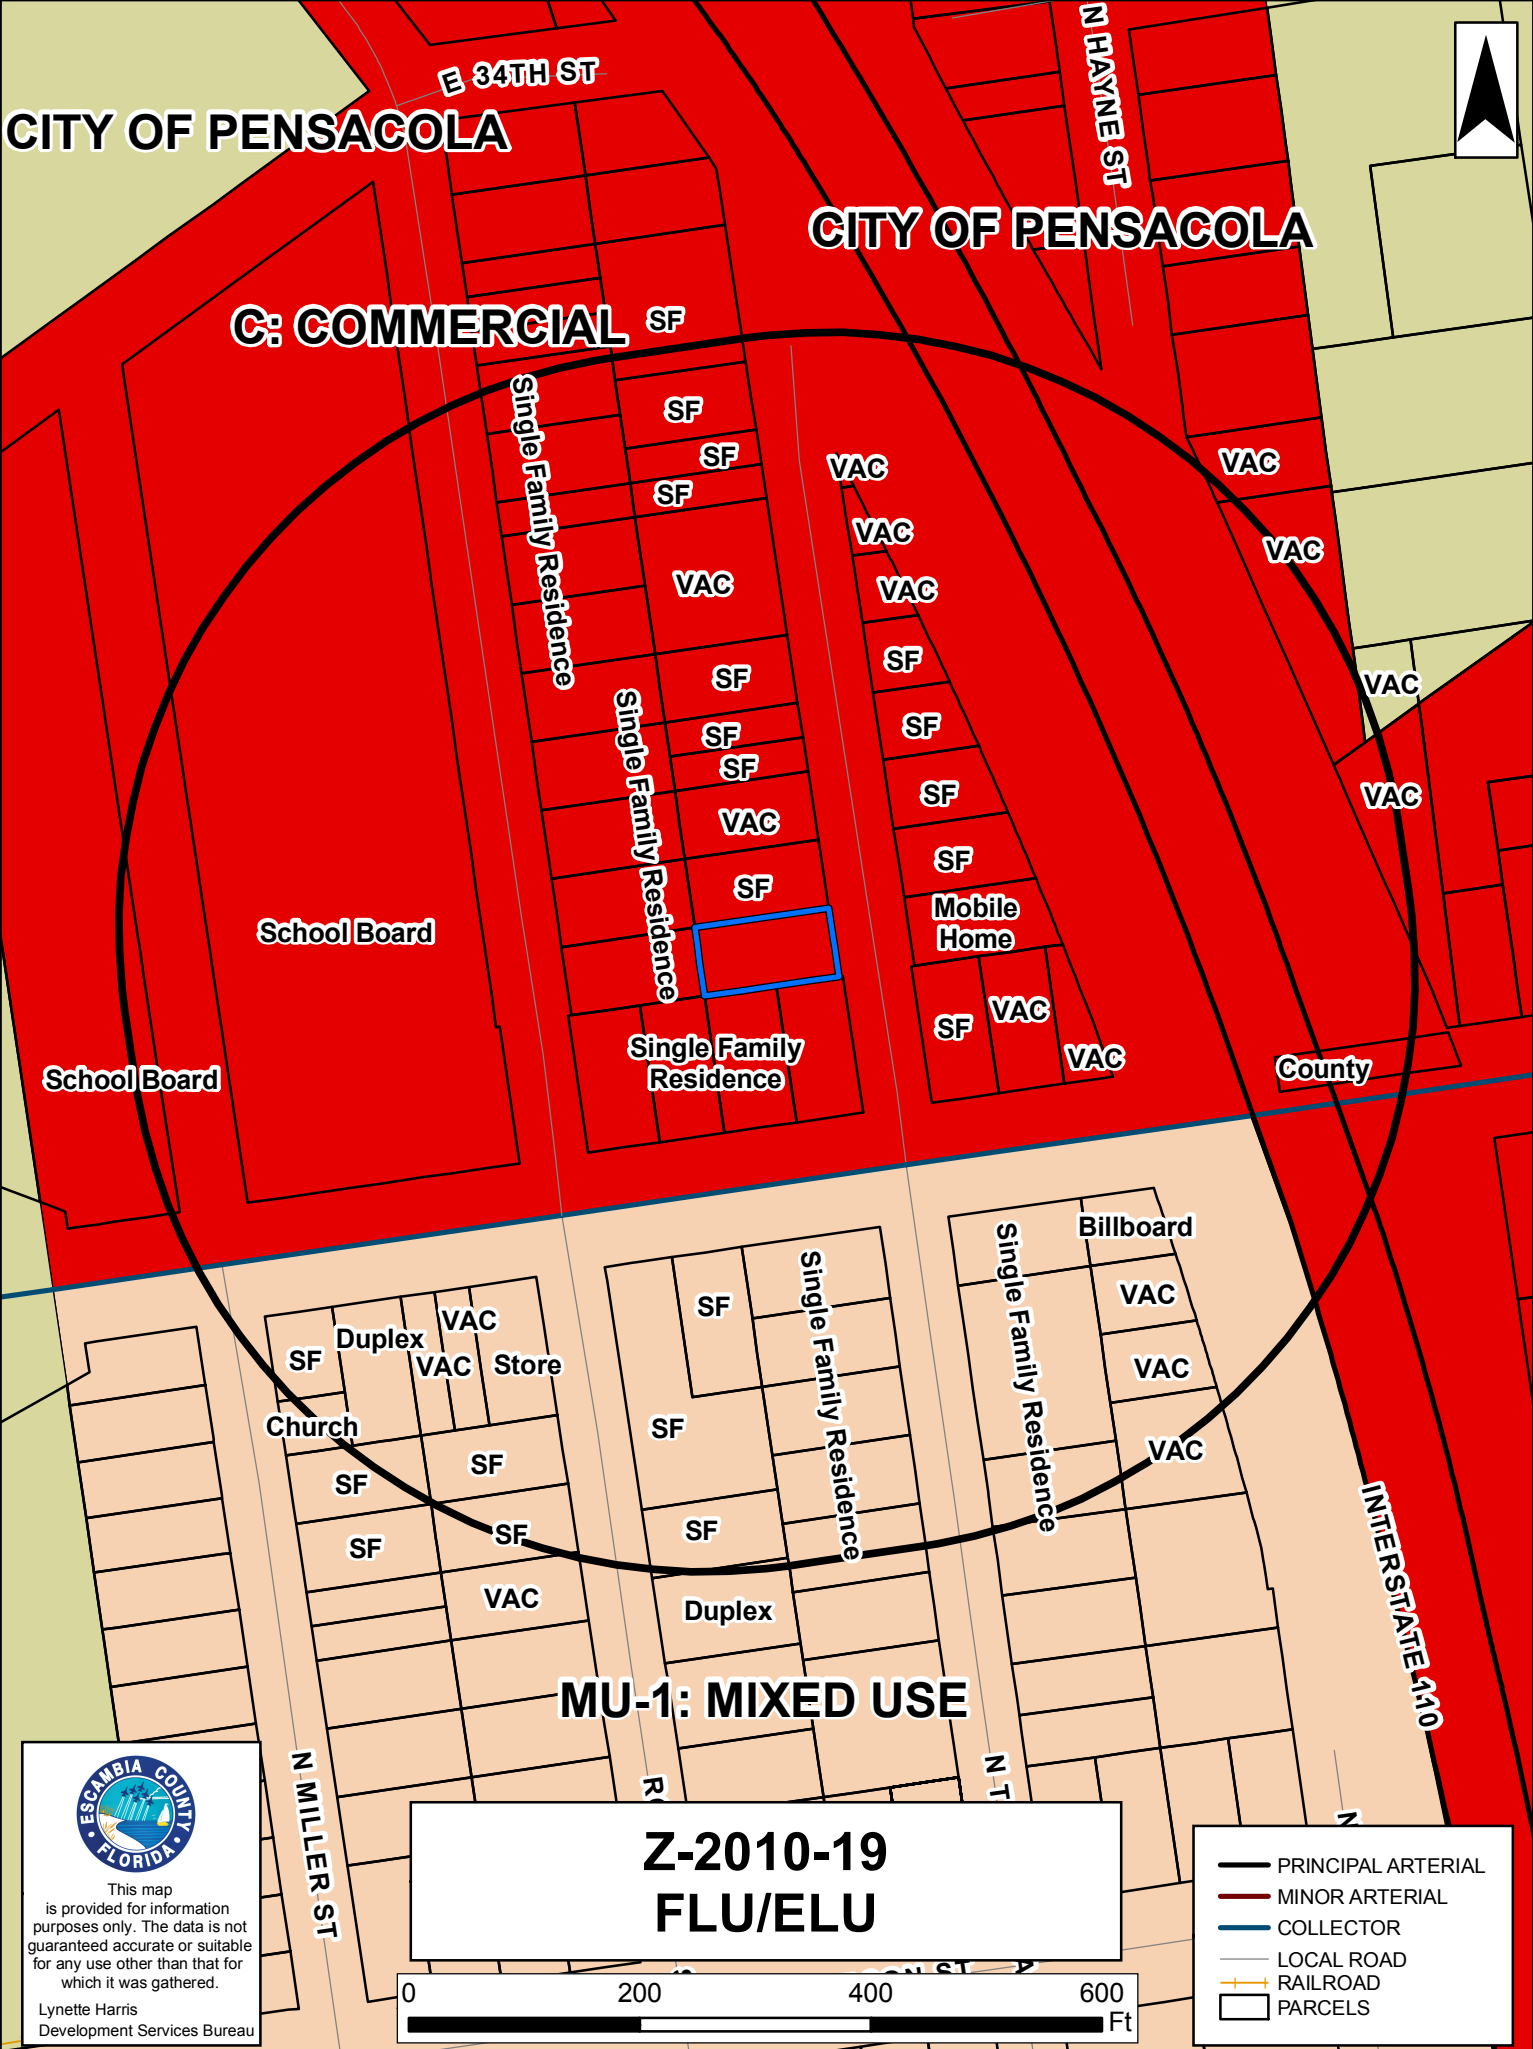 N HAYNE ST
E 34TH ST
CITY OF PENSACOLA
CITY OF PENSACOLA
C: COMMERCIAL
SF
Single Family Residence
SF
SF
SF
VAC
VAC
VAC
VAC
VAC
VAC
SF
SF
VAC
Single Family Residence
SF
SF
SF
SF
VAC
VAC
SF
SF
School Board
Mobile
Home
SF
VAC
VAC
Single Family
Residence
School Board
County
Billboard
Single Family Residence
Single Family Residence
VAC
SF
VAC
Duplex
SF
VAC
Store
VAC
Church
SF
VAC
SF
SF
SF
SF
SF
VAC
Duplex
INTERSTATE 110
MU-1: MIXED USE
N MILLER ST
Z-2010-19
FLU/ELU
ESCAMBIA COUNTY
FLORIDA
This map
is provided for information
purposes only. The data is not
guaranteed accurate or suitable
for any use other than that for
which it was gathered.
Lynette Harris
Development Services Bureau
0 200 400 600
Ft
PRINCIPAL ARTERIAL
MINOR ARTERIAL
COLLECTOR
LOCAL ROAD
RAILROAD
PARCELS